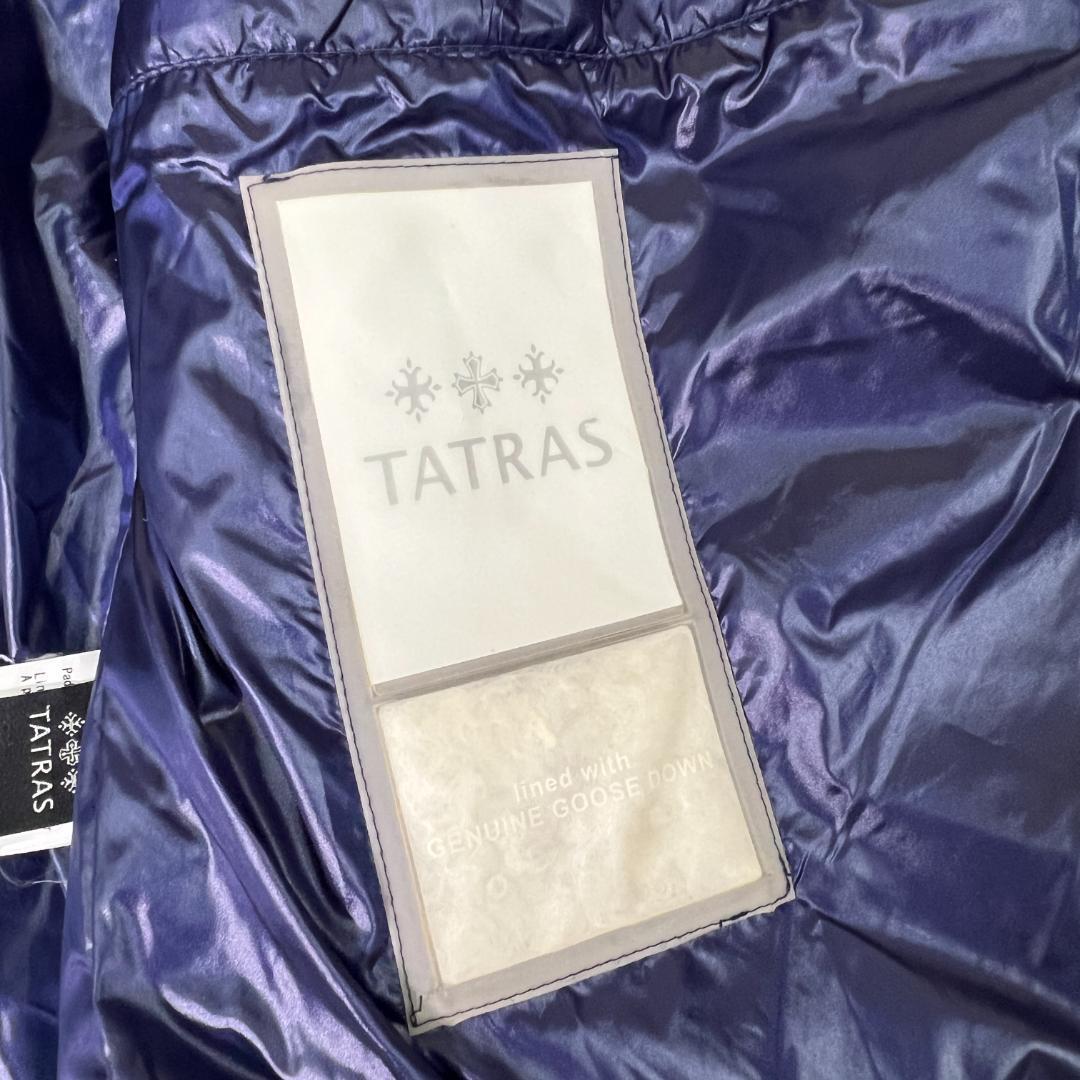 TATRAS
lined with
GENUINE GOOSE DOWN
TATRAS